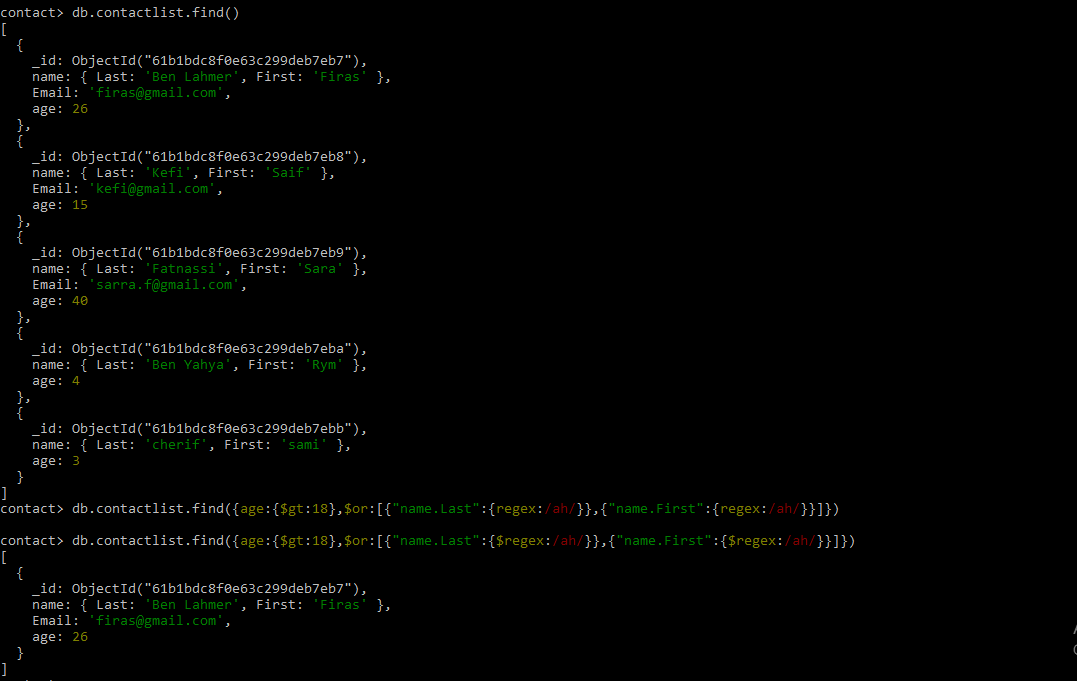 contact> db.contactlist.find()
[
  {
    _id: ObjectId("61b1bdc8f0e63c299deb7eb7"),
    name: { Last: 'Ben Lahmer', First: 'Firas' },
    Email: 'firas@gmail.com',
    age: 26
  },
  {
    _id: ObjectId("61b1bdc8f0e63c299deb7eb8"),
    name: { Last: 'Kefi', First: 'Saif' },
    Email: 'kefi@gmail.com',
    age: 15
  },
  {
    _id: ObjectId("61b1bdc8f0e63c299deb7eb9"),
    name: { Last: 'Fatnassi', First: 'Sara' },
    Email: 'sarra.f@gmail.com',
    age: 40
  },
  {
    _id: ObjectId("61b1bdc8f0e63c299deb7eba"),
    name: { Last: 'Ben Yahya', First: 'Rym' },
    age: 4
  },
  {
    _id: ObjectId("61b1bdc8f0e63c299deb7ebb"),
    name: { Last: 'cherif', First: 'sami' },
    age: 3
  }
]
contact> db.contactlist.find({age:{$gt:18},$or:[{"name.Last":{regex:/ah/}},{"name.First":{regex:/ah/}}]})
contact> db.contactlist.find({age:{$gt:18},$or:[{"name.Last":{$regex:/ah/}},{"name.First":{$regex:/ah/}}]})
[
  {
    _id: ObjectId("61b1bdc8f0e63c299deb7eb7"),
    name: { Last: 'Ben Lahmer', First: 'Firas' },
    Email: 'firas@gmail.com',
    age: 26
  }
]